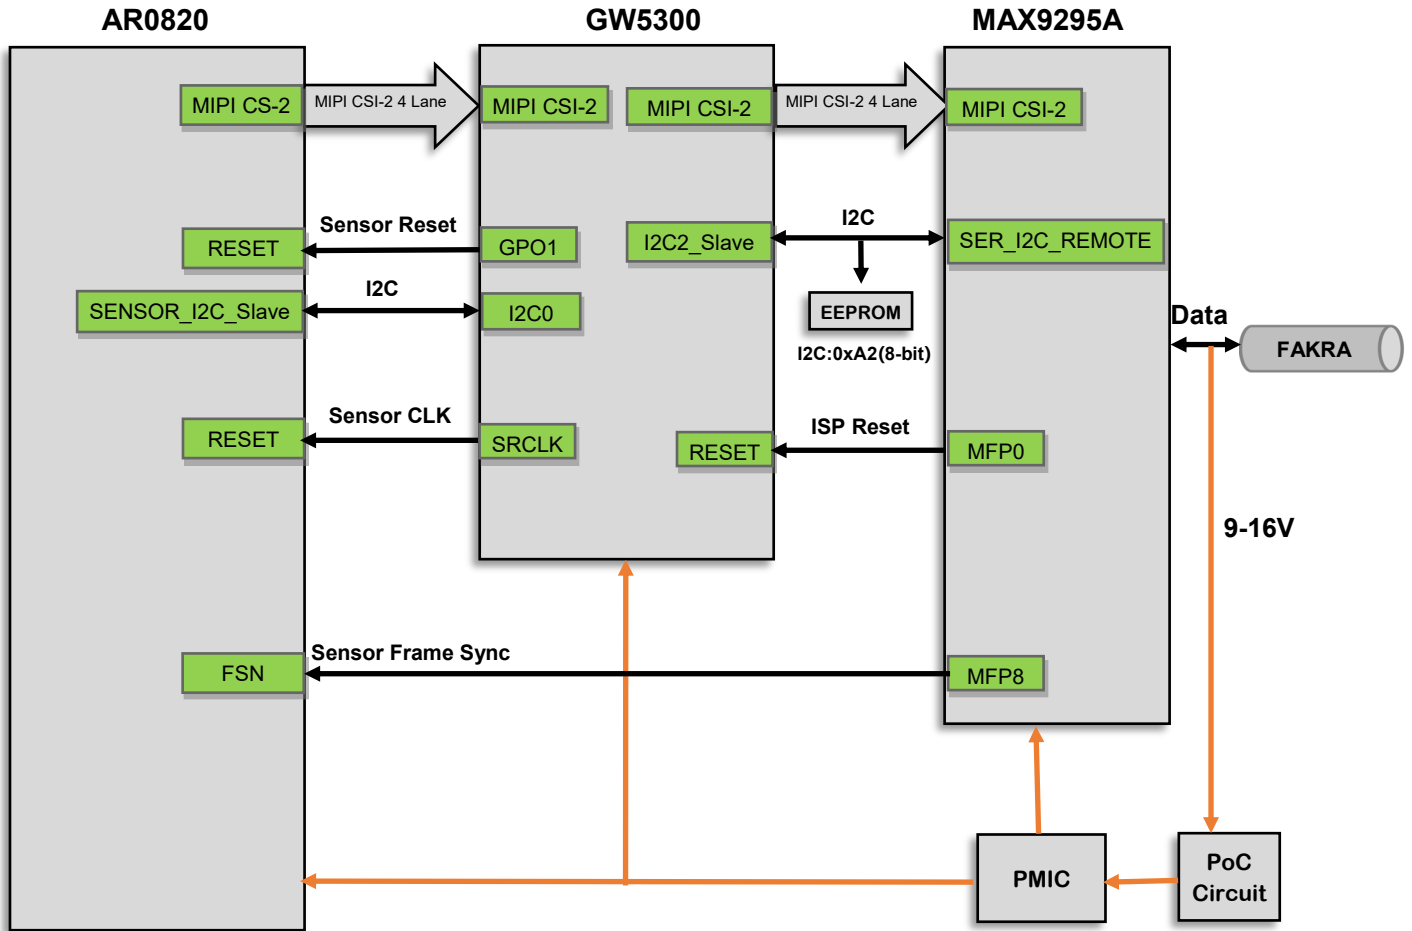 AR0820
GW5300
MAX9295A
MIPI CS-2
MIPI CSI-2 4 Lane
MIPI CSI-2
MIPI CSI-2
MIPI CSI-2 4 Lane
MIPI CSI-2
Sensor Reset
RESET
GPO1
I2C
I2C2_Slave
SER_I2C_REMOTE
I2C
SENSOR_I2C_Slave
I2C0
EEPROM
I2C:0xA2(8-bit)
Data
FAKRA
Sensor CLK
RESET
SRCLK
ISP Reset
RESET
MFP0
9-16V
Sensor Frame Sync
FSN
MFP8
PMIC
PoC
Circuit